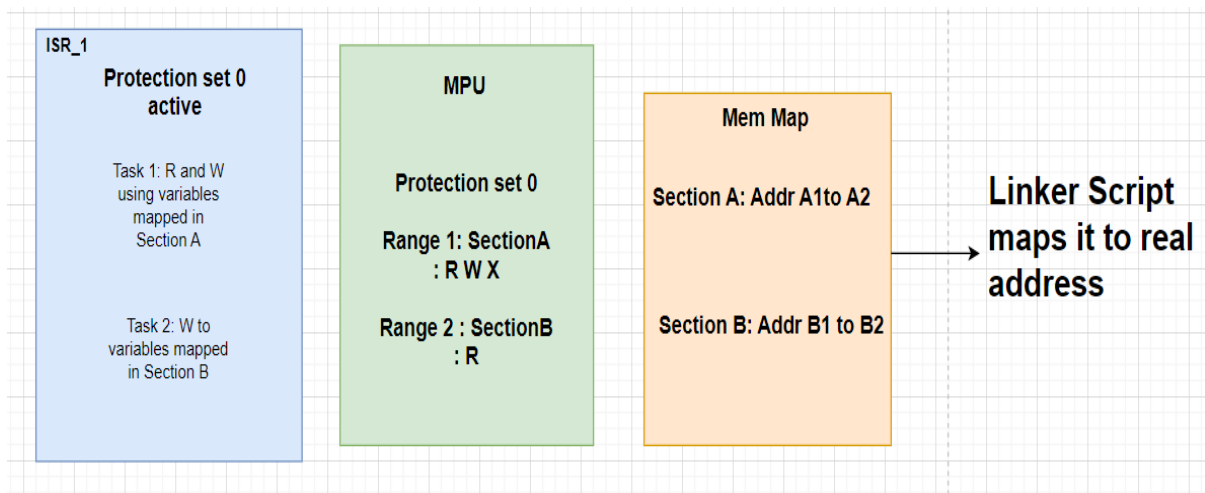 ISR_1
Protection set 0
active
Task 1: R and W
using variables
mapped in
Section A
Task 2: W to
variables mapped
in Section B
MPU
Protection set 0
Range 1: SectionA
: R W X
Range 2 : SectionB
: R
Mem Map
Section A: Addr A1to A2
Section B: Addr B1 to B2
Linker Script
maps it to real
address